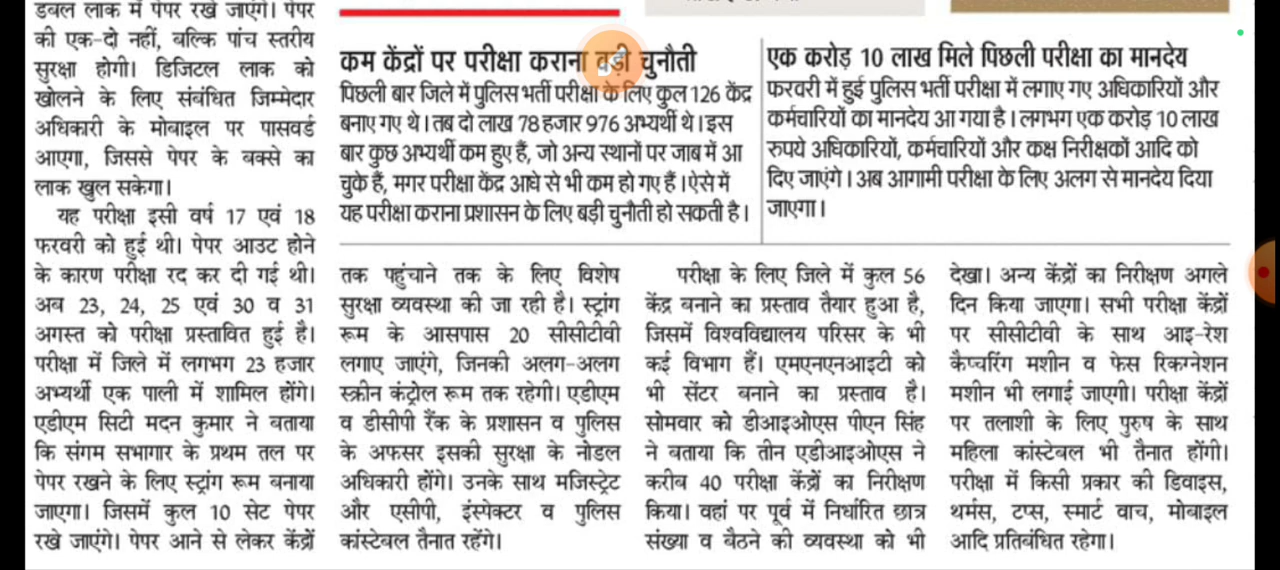 डबल लाक में पेपर रखे जाएंगे। पेपर
की एक-दो नहीं, बल्कि पांच स्तरीय
सुरक्षा होगी। डिजिटल लाक को
खोलने के लिए संबंधित जिम्मेदार
अधिकारी के मोबाइल पर पासवर्ड
आएगा, जिससे पेपर के बक्से का
लाक खुल सकेगा।
यह परीक्षा इसी वर्ष 17 एवं 18
फरवरी को हुई थी। पेपर आउट होने
के कारण परीक्षा रद कर दी गई थी।
अब 23, 24, 25 एवं 30 व 31
अगस्त को परीक्षा प्रस्तावित हुई है।
परीक्षा में जिले में लगभग 23 हजार
अभ्यर्थी एक पाली में शामिल होंगे।
एडीएम सिटी मदन कुमार ने बताया
कि संगम सभागार के प्रथम तल पर
पेपर रखने के लिए स्ट्रांग रूम बनाया
जाएगा। जिसमें कुल 10 सेट पेपर
रखे जाएंगे। पेपर आने से लेकर केंद्रों
कम केंद्रों पर परीक्षा कराना बड़ी चुनौती
पिछली बार जिले में पुलिस भर्ती परीक्षा के लिए कुल 126 केंद्र
बनाए गए थे। तब दो लाख 78 हजार 976 अभ्यर्थी थे। इस
बार कुछ अभ्यर्थी कम हुए हैं, जो अन्य स्थानों पर जाब में आ
चुके हैं, मगर परीक्षा केंद्र आधे से भी कम हो गए हैं। ऐसे में
यह परीक्षा कराना प्रशासन के लिए बड़ी चुनौती हो सकती है।
एक करोड़ 10 लाख मिले पिछली परीक्षा का मानदेय
फरवरी में हुई पुलिस भर्ती परीक्षा में लगाए गए अधिकारियों और
कर्मचारियों का मानदेय आ गया है। लगभग एक करोड़ 10 लाख
रुपये अधिकारियों, कर्मचारियों और कक्ष निरीक्षकों आदि को
दिए जाएंगे। अब आगामी परीक्षा के लिए अलग से मानदेय दिया
जाएगा।
तक पहुंचाने तक के लिए विशेष
सुरक्षा व्यवस्था की जा रही है। स्ट्रांग
रूम के आसपास 20 सीसीटीवी
लगाए जाएंगे, जिनकी अलग-अलग
स्क्रीन कंट्रोल रूम तक रहेगी। एडीएम
व डीसीपी रैंक के प्रशासन व पुलिस
के अफसर इसकी सुरक्षा के नोडल
अधिकारी होंगे। उनके साथ मजिस्ट्रेट
और एसीपी, इंस्पेक्टर व पुलिस
कांस्टेबल तैनात रहेंगे।
परीक्षा के लिए जिले में कुल 56
केंद्र बनाने का प्रस्ताव तैयार हुआ है,
जिसमें विश्वविद्यालय परिसर के भी
कई विभाग हैं। एमएनएनआइटी को
भी सेंटर बनाने का प्रस्ताव है।
सोमवार को डीआइओएस पीएन सिंह
ने बताया कि तीन एडीआइओएस ने
करीब 40 परीक्षा केंद्रों का निरीक्षण
किया। वहां पर पूर्व में निर्धारित छात्र
संख्या व बैठने की व्यवस्था को भी
देखा। अन्य केंद्रों का निरीक्षण अगले
दिन किया जाएगा। सभी परीक्षा केंद्रों
पर सीसीटीवी के साथ आइ-रेश
कैप्चरिंग मशीन व फेस रिकग्नेशन
मशीन भी लगाई जाएगी। परीक्षा केंद्रों
पर तलाशी के लिए पुरुष के साथ
महिला कांस्टेबल भी तैनात होंगी।
परीक्षा में किसी प्रकार की डिवाइस,
थर्मस, टप्स, स्मार्ट वाच, मोबाइल
आदि प्रतिबंधित रहेगा।